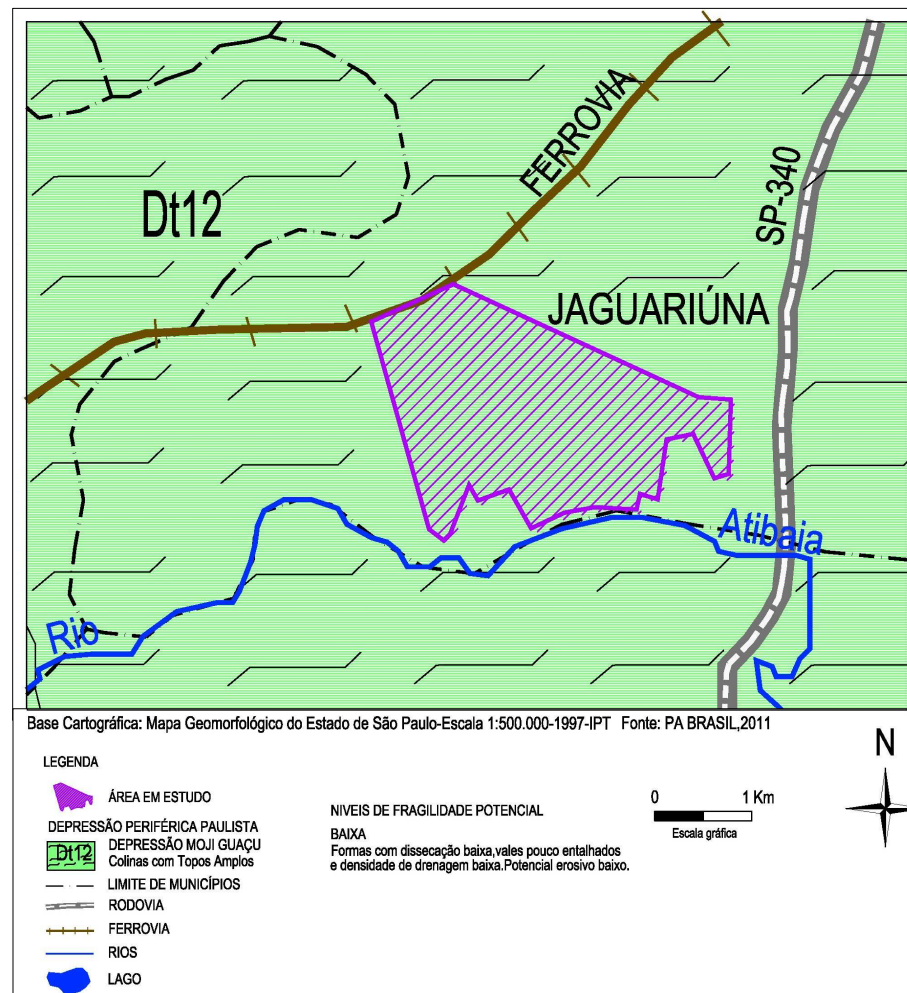 FERROVIA
SP-340
Dt12
JAGUARIÚNA
Atibaia
Rio
Base Cartográfica: Mapa Geomorfológico do Estado de São Paulo-Escala 1:500.000-1997-IPT Fonte: PA BRASIL,2011
LEGENDA
ÁREA EM ESTUDO
DEPRESSÃO PERIFÉRICA PAULISTA
Dt12
DEPRESSÃO MOJI GUAÇU
Colinas com Topos Amplos
LIMITE DE MUNICÍPIOS
RODOVIA
FERROVIA
RIOS
LAGO
NIVEIS DE FRAGILIDADE POTENCIAL
BAIXA
Formas com dissecação baixa,vales pouco entalhados
e densidade de drenagem baixa.Potencial erosivo baixo.
0 1 Km
Escala gráfica
N